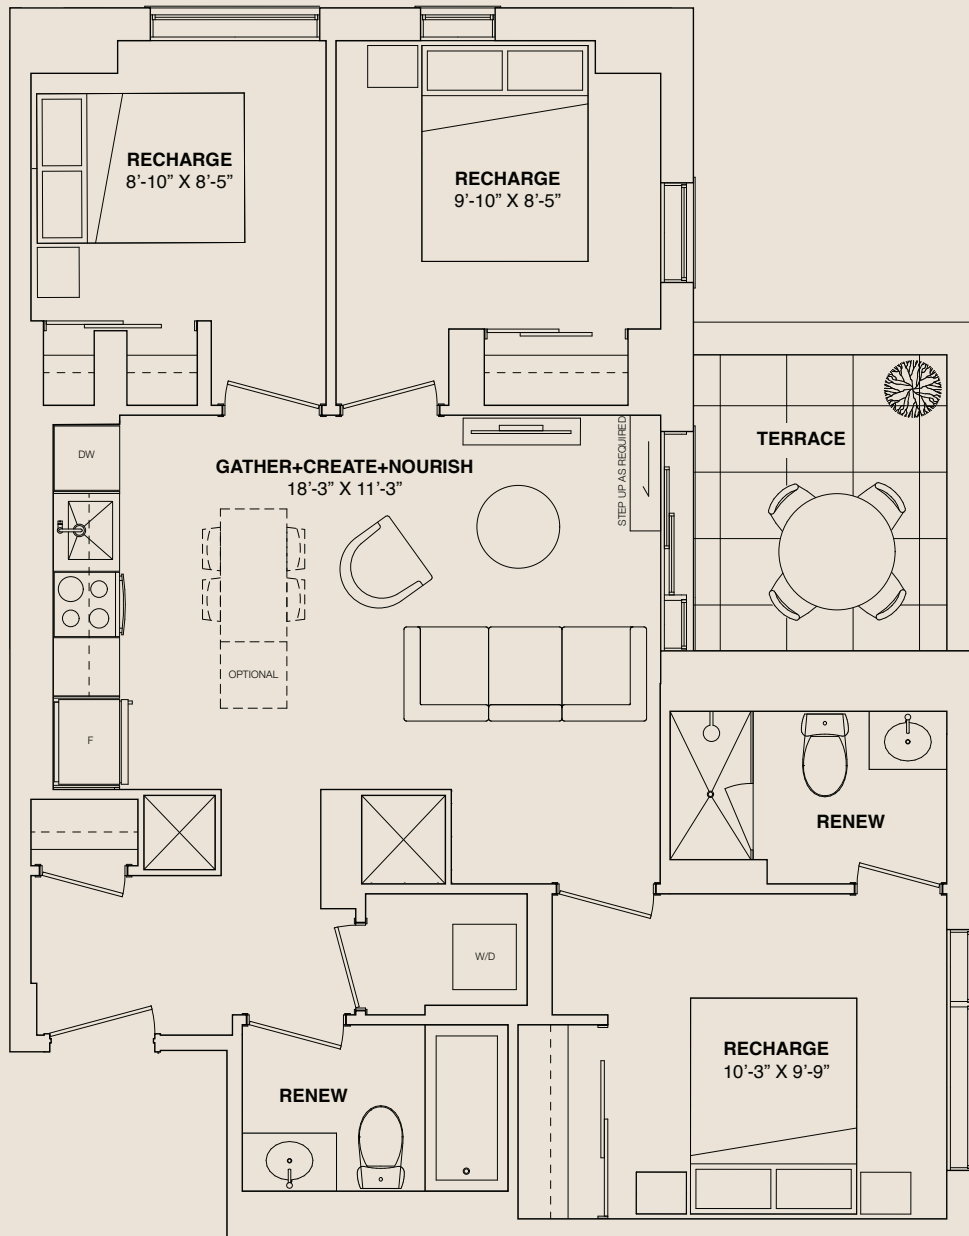 RECHARGE
8’-10” X 8’-5”
RECHARGE
9’-10” X 8’-5”
TERRACE
DW
GATHER+CREATE+NOURISH
18’-3” X 11’-3”
STEP UP AS REQUIRED
OPTIONAL
F
RENEW
W/D
RECHARGE
10’-3” X 9’-9”
RENEW